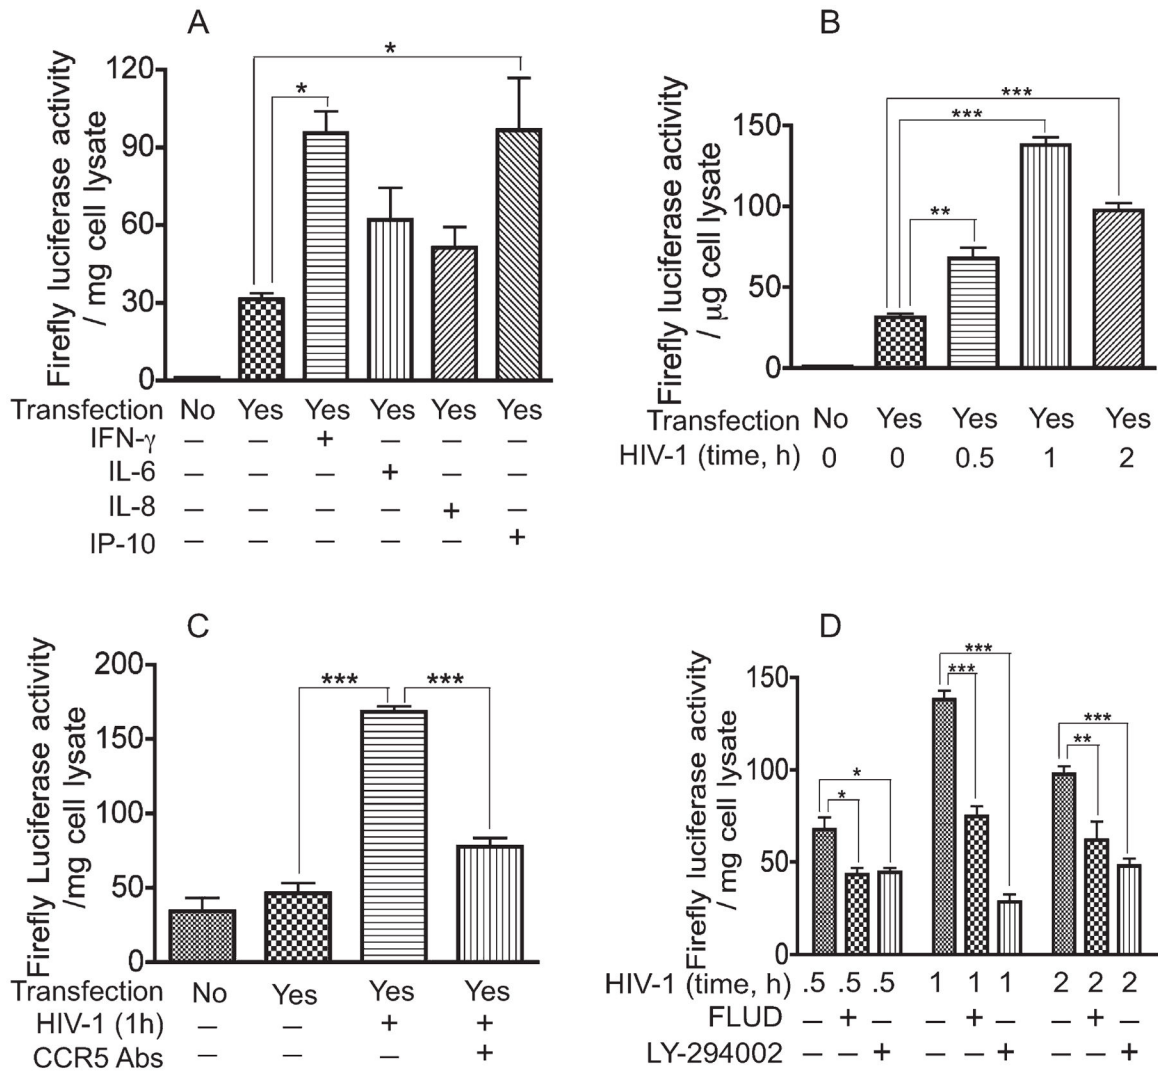 A
Firefly luciferase activity
/ mg cell lysate
120
90
60
30
0
*
*
Transfection No Yes Yes Yes Yes Yes
IFN-γ – – + – – –
IL-6 – – – + – –
IL-8 – – – – + –
IP-10 – – – – – +
B
Firefly luciferase activity
/ μg cell lysate
150
100
50
0
***
***
**
Transfection No Yes Yes Yes Yes
HIV-1 (time, h) 0 0 0.5 1 2
C
Firefly Luciferase activity
/mg cell lysate
200
150
100
50
0
*** ***
Transfection No Yes Yes Yes
HIV-1 (1h) – – + +
CCR5 Abs – – – +
D
Firefly luciferase activity
/ mg cell lysate
150
100
50
0
***
***
***
**
*
*
HIV-1 (time, h) .5 .5 .5 1 1 1 2 2 2
FLUD – + – – + – – + –
LY-294002 – – + – – + – – +